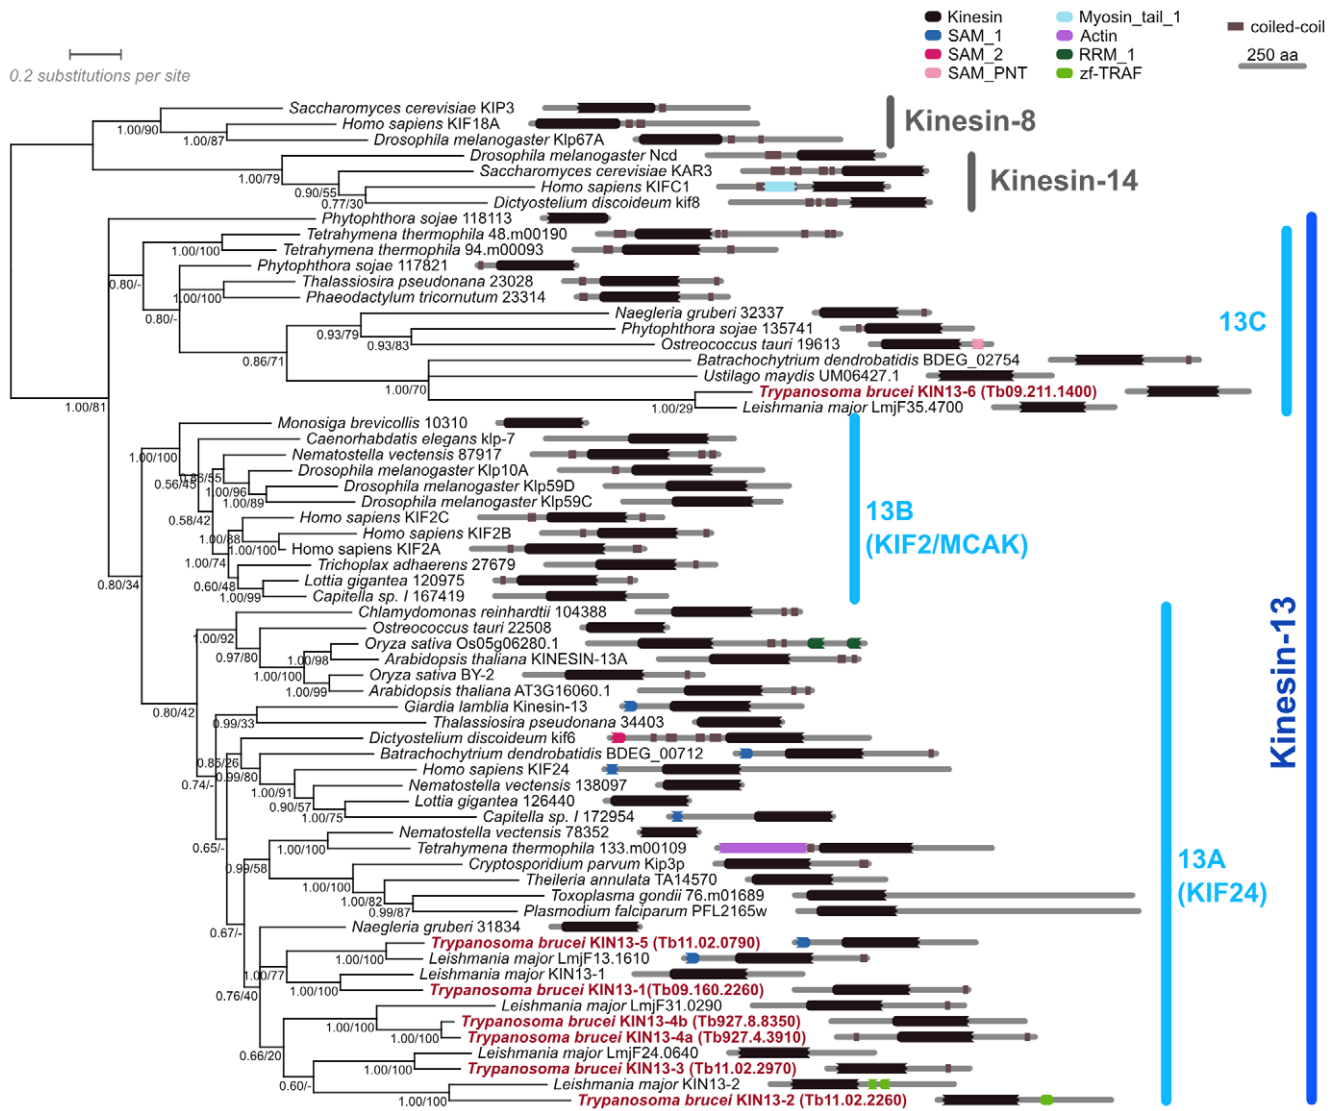 Kinesin
SAM_1
SAM_2
SAM_PNT
Myosin_tail_1
Actin
RRM_1
zf-TRAF
coiled-coil
250 aa
0.2 substitutions per site
Saccharomyces cerevisiae KIP3
1.00/90
Homo sapiens KIF18A
1.00/87
Drosophila melanogaster Klp67A
Kinesin-8
Drosophila melanogaster Ncd
1.00/79
Saccharomyces cerevisiae KAR3
0.90/55
Homo sapiens KIFC1
0.77/30
Dictyostelium discoideum kif8
Kinesin-14
Phytophthora sojae 118113
Tetrahymena thermophila 48.m00190
1.00/100
Tetrahymena thermophila 94.m00093
Phytophthora sojae 117821
0.80/-
Thalassiosira pseudonana 23028
1.00/100
Phaeodactylum tricornutum 23314
0.80/-
Naegleria gruberi 32337
0.93/79
Phytophthora sojae 135741
0.93/83
Ostreococcus tauri 19613
0.86/71
Batrachochytrium dendrobatidis BDEG_02754
Ustilago maydis UM06427.1
1.00/70
Trypanosoma brucei KIN13-6 (Tb09.211.1400)
1.00/29
Leishmania major LmjF35.4700
1.00/81
13C
Monosiga brevicollis 10310
Caenorhabdatis elegans klp-7
1.00/100
Nematostella vectensis 87917
Drosophila melanogaster Klp10A
0.56/45
1.00/96
Drosophila melanogaster Klp59D
1.00/89
Drosophila melanogaster Klp59C
0.58/42
Homo sapiens KIF2C
Homo sapiens KIF2B
1.00/88
1.00/100
Homo sapiens KIF2A
1.00/74
Trichoplax adhaerens 27679
0.60/48
Lottia gigantea 120975
1.00/99
Capitella sp. I 167419
0.80/34
13B
(KIF2/MCAK)
Chlamydomonas reinhardtii 104388
Ostreococcus tauri 22508
1.00/92
Oryza sativa Os05g06280.1
0.97/80
1.00/98
Arabidopsis thaliana KINESIN-13A
1.00/100
Oryza sativa BY-2
1.00/99
Arabidopsis thaliana AT3G16060.1
0.80/42
Giardia lamblia Kinesin-13
0.99/33
Thalassiosira pseudonana 34403
Dictyostelium discoideum kif6
Batrachochytrium dendrobatidis BDEG_00712
0.85/26
Homo sapiens KIF24
0.99/80
0.74/-
Nematostella vectensis 138097
1.00/91
Lottia gigantea 126440
0.90/57
Capitella sp. I 172954
1.00/75
Nematostella vectensis 78352
0.65/-
1.00/100
Tetrahymena thermophila 133.m00109
Cryptosporidium parvum Kip3p
0.99/58
Theileria annulata TA14570
1.00/100
Toxoplasma gondii 76.m01689
1.00/82
0.99/87
Plasmodium falciparum PFL2165w
Naegleria gruberi 31834
0.67/-
Trypanosoma brucei KIN13-5 (Tb11.02.0790)
1.00/100
Leishmania major LmjF13.1610
1.00/77
Leishmania major KIN13-1
1.00/100
Trypanosoma brucei KIN13-1(Tb09.160.2260)
0.76/40
Leishmania major LmjF31.0290
Trypanosoma brucei KIN13-4b (Tb927.8.8350)
1.00/100
1.00/100
Trypanosoma brucei KIN13-4a (Tb927.4.3910)
0.66/20
Leishmania major LmjF24.0640
1.00/100
Trypanosoma brucei KIN13-3 (Tb11.02.2970)
0.60/-
Leishmania major KIN13-2
1.00/100
Trypanosoma brucei KIN13-2 (Tb11.02.2260)
13A
(KIF24)
Kinesin-13